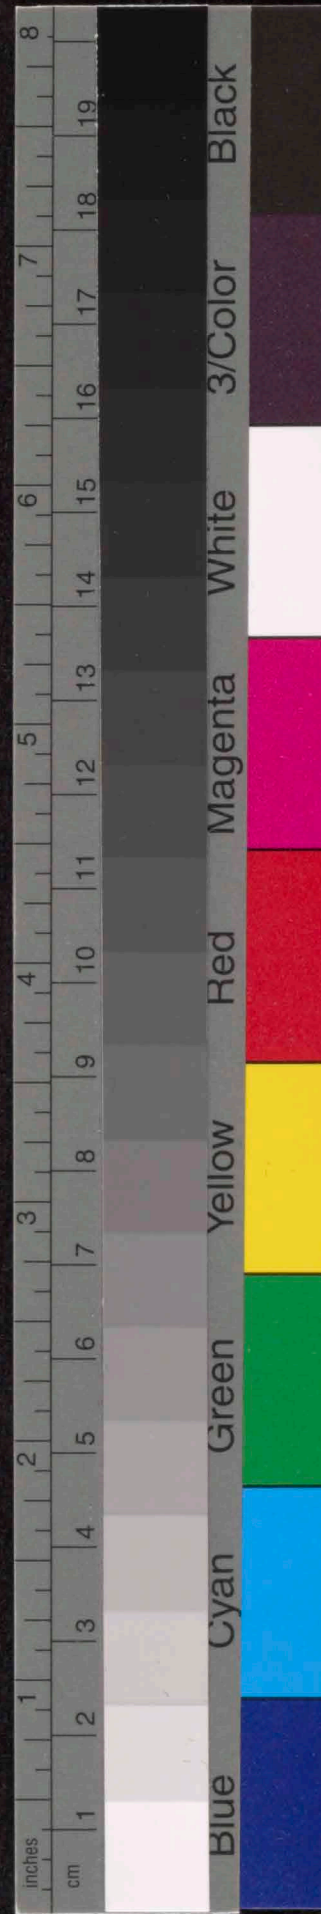 inches 1 2 3 4 5 6 7 8
cm 1 2 3 4 5 6 7 8 9 10 11 12 13 14 15 16 17 18 19
Blue Cyan Green Yellow Red Magenta White 3/Color Black